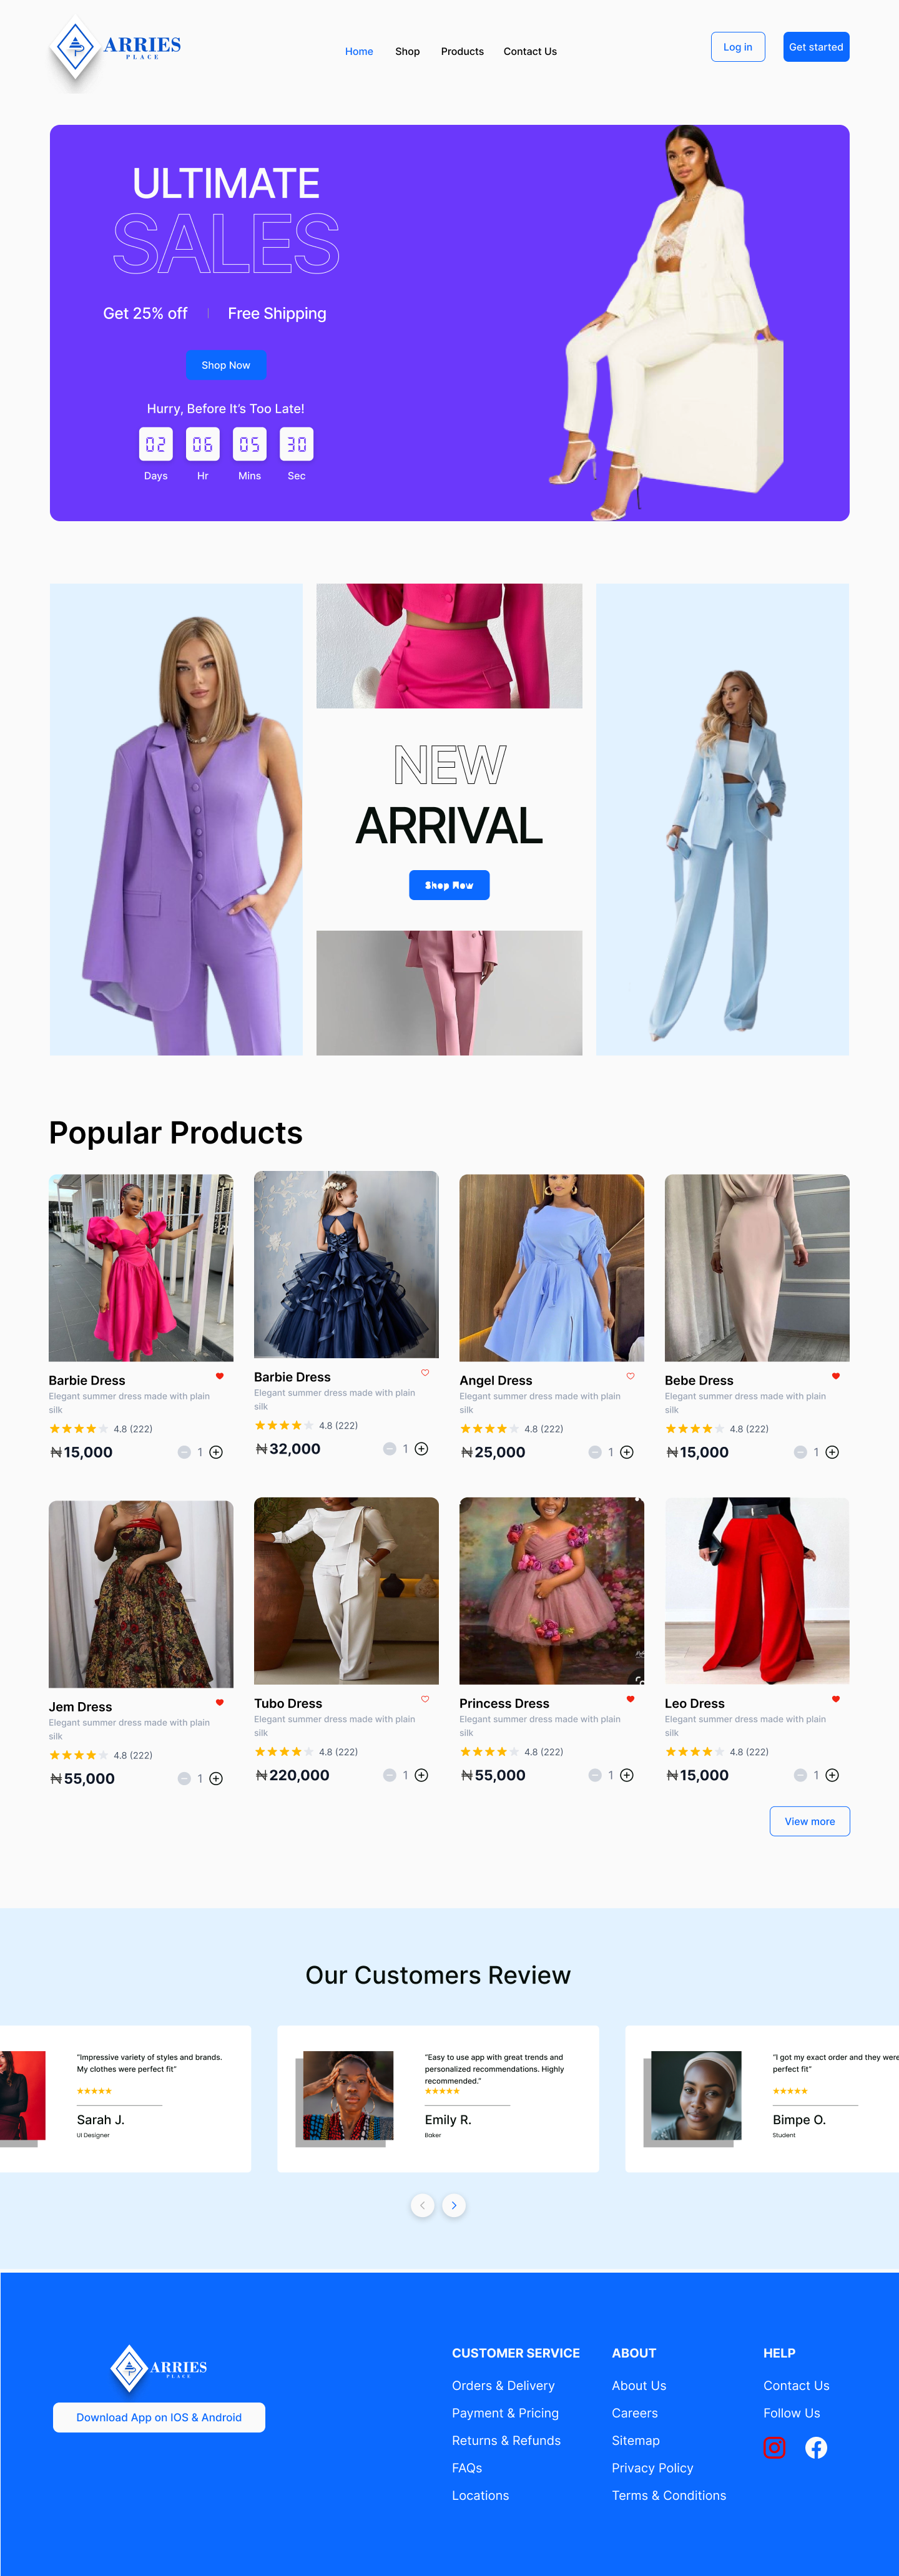 ARRIES
PLACE
Home Shop Products Contact Us
Log in
Get started
ULTIMATE
SALES
Get 25% off | Free Shipping
Shop Now
Hurry, Before It’s Too Late!
02 06 05 30
Days Hr Mins Sec
NEW
ARRIVAL
Shop Now
Popular Products
Barbie Dress
Elegant summer dress made with plain
silk
4.8 (222)
₦ 15,000
1
Barbie Dress
Elegant summer dress made with plain
silk
4.8 (222)
₦ 32,000
1
Angel Dress
Elegant summer dress made with plain
silk
4.8 (222)
₦ 25,000
1
Bebe Dress
Elegant summer dress made with plain
silk
4.8 (222)
₦ 15,000
1
Jem Dress
Elegant summer dress made with plain
silk
4.8 (222)
₦ 55,000
1
Tubo Dress
Elegant summer dress made with plain
silk
4.8 (222)
₦ 220,000
1
Princess Dress
Elegant summer dress made with plain
silk
4.8 (222)
₦ 55,000
1
Leo Dress
Elegant summer dress made with plain
silk
4.8 (222)
₦ 15,000
1
View more
Our Customers Review
“Impressive variety of styles and brands.
My clothes were perfect fit”
Sarah J.
UI Designer
“Easy to use app with great trends and
personalized recommendations. Highly
recommended.”
Emily R.
Baker
“I got my exact order and they were
perfect fit”
Bimpe O.
Student
ARRIES
PLACE
Download App on IOS & Android
CUSTOMER SERVICE
Orders & Delivery
Payment & Pricing
Returns & Refunds
FAQs
Locations
ABOUT
About Us
Careers
Sitemap
Privacy Policy
Terms & Conditions
HELP
Contact Us
Follow Us